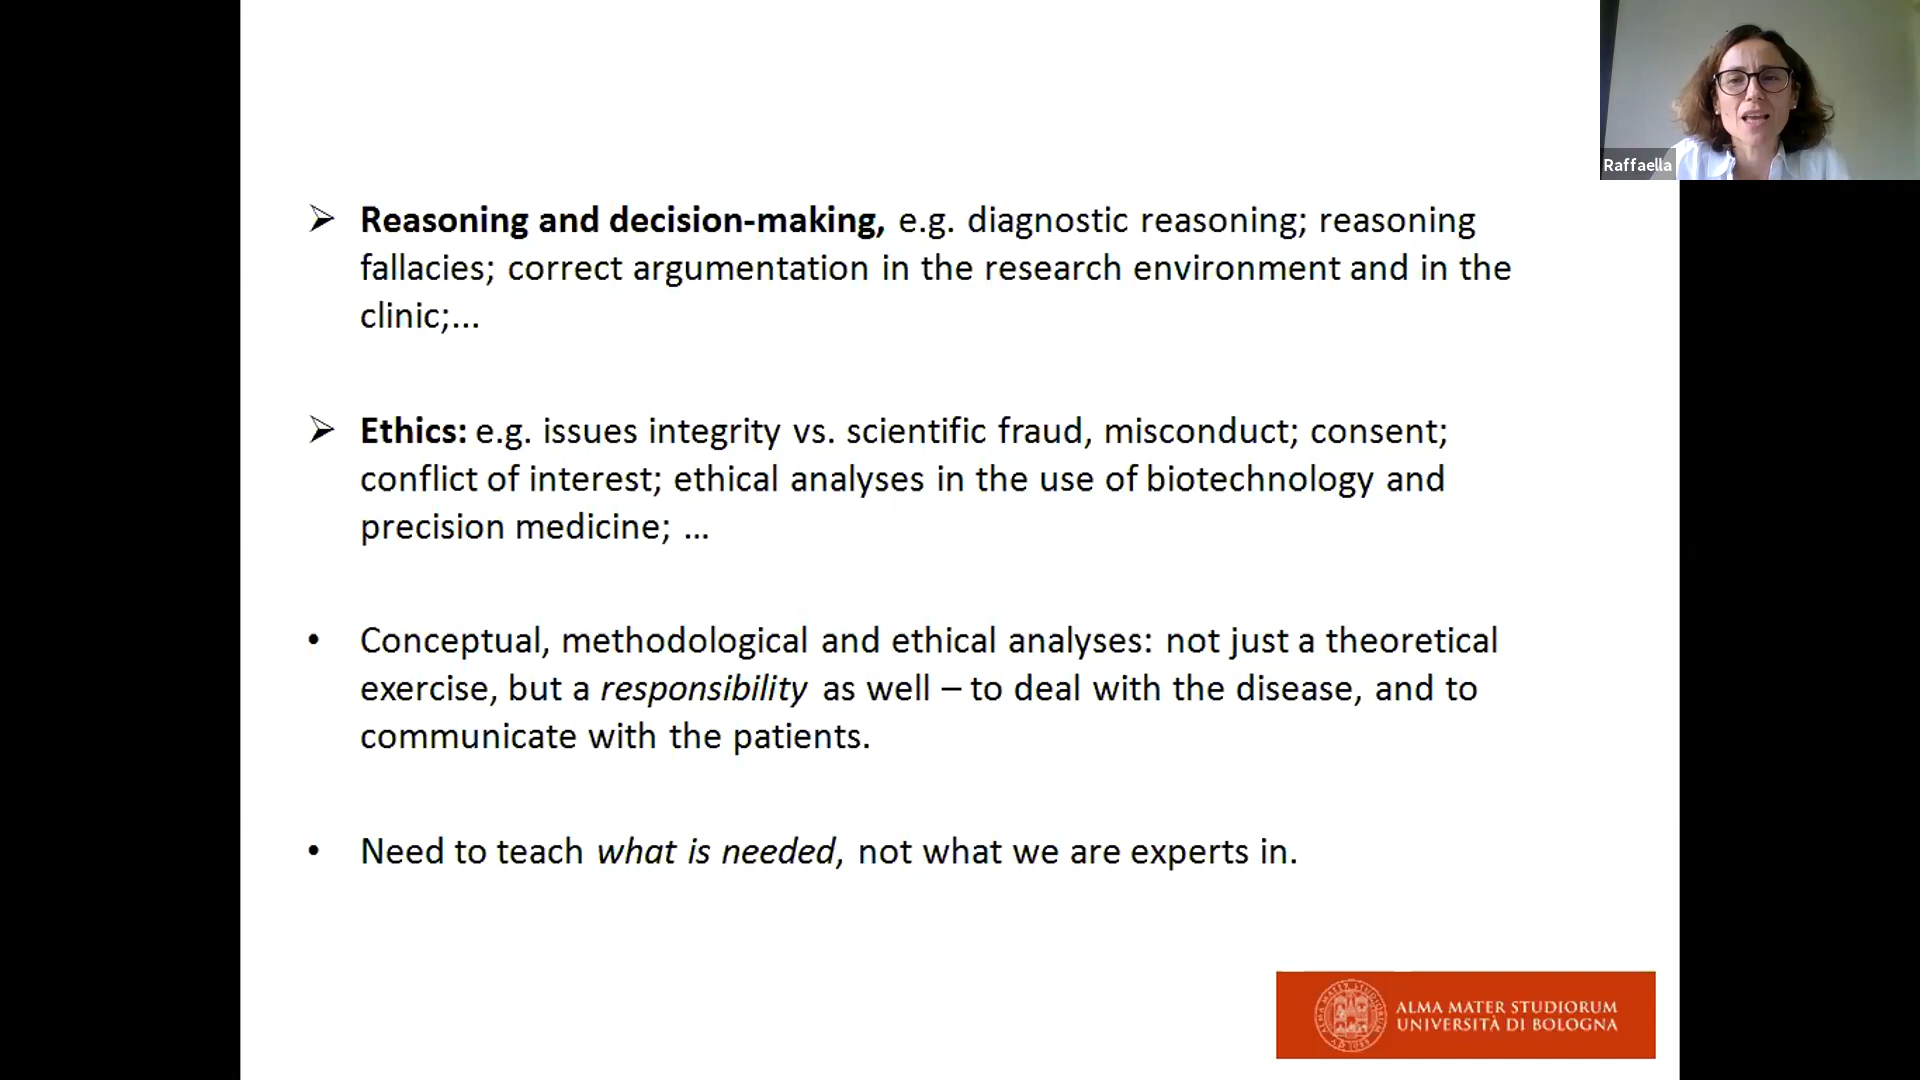 Raffaella
➢ Reasoning and decision-making, e.g. diagnostic reasoning; reasoning
fallacies; correct argumentation in the research environment and in the
clinic;...
➢ Ethics: e.g. issues integrity vs. scientific fraud, misconduct; consent;
conflict of interest; ethical analyses in the use of biotechnology and
precision medicine; ...
• Conceptual, methodological and ethical analyses: not just a theoretical
exercise, but a responsibility as well – to deal with the disease, and to
communicate with the patients.
• Need to teach what is needed, not what we are experts in.
ALMA MATER STUDIORUM
UNIVERSITÀ DI BOLOGNA